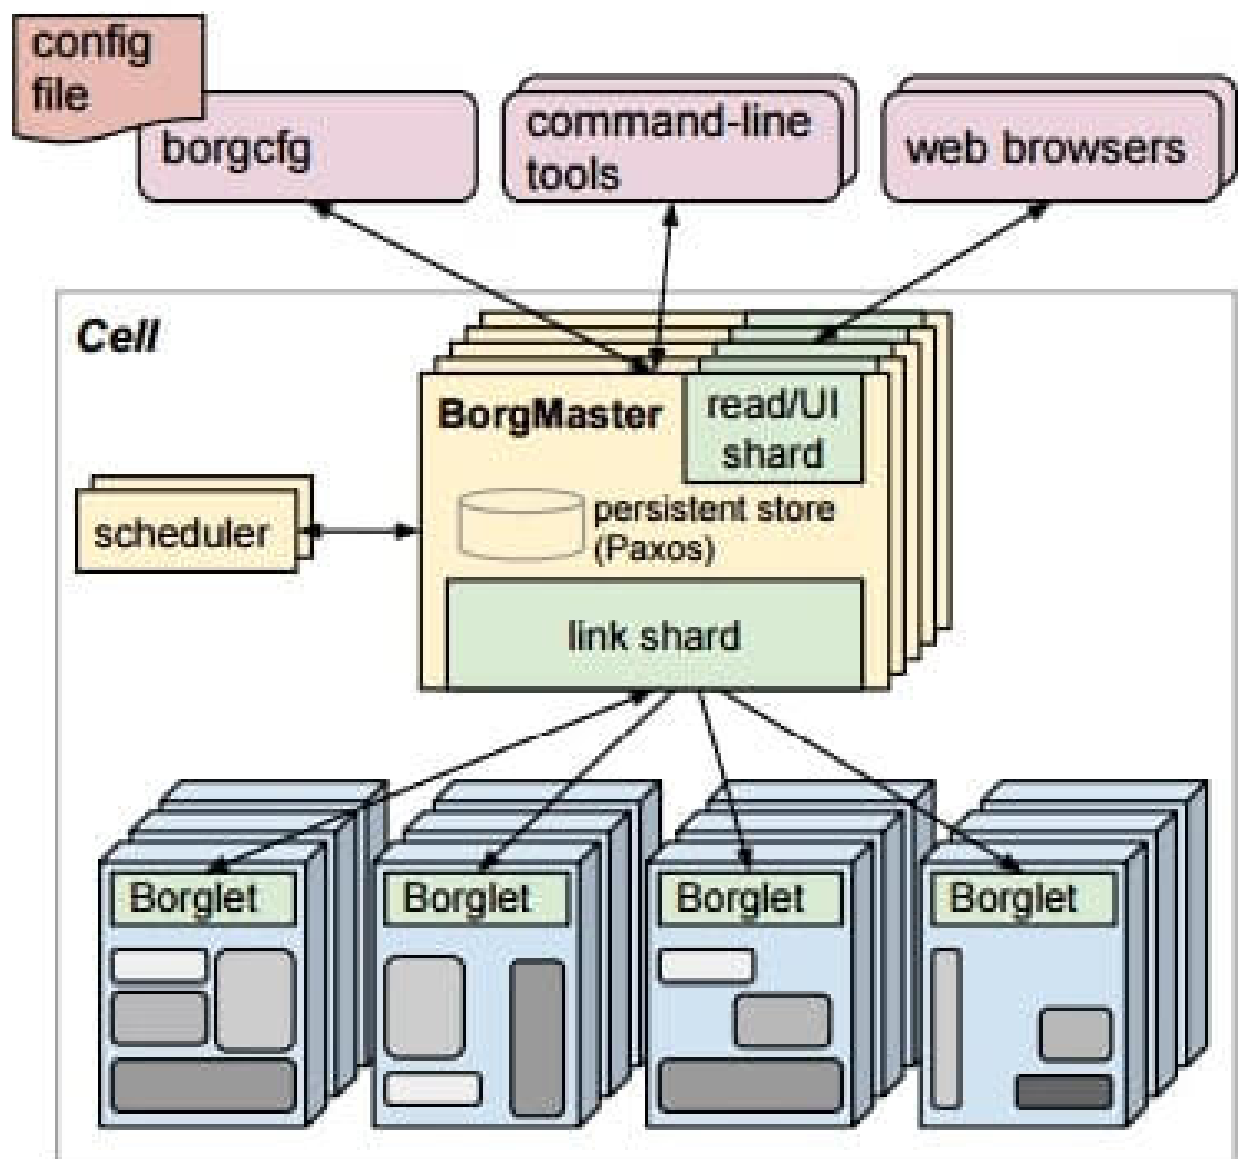 config
file
borgcfg
command-line
tools
web browsers
Cell
BorgMaster
read/UI
shard
scheduler
persistent store
(Paxos)
link shard
Borglet
Borglet
Borglet
Borglet